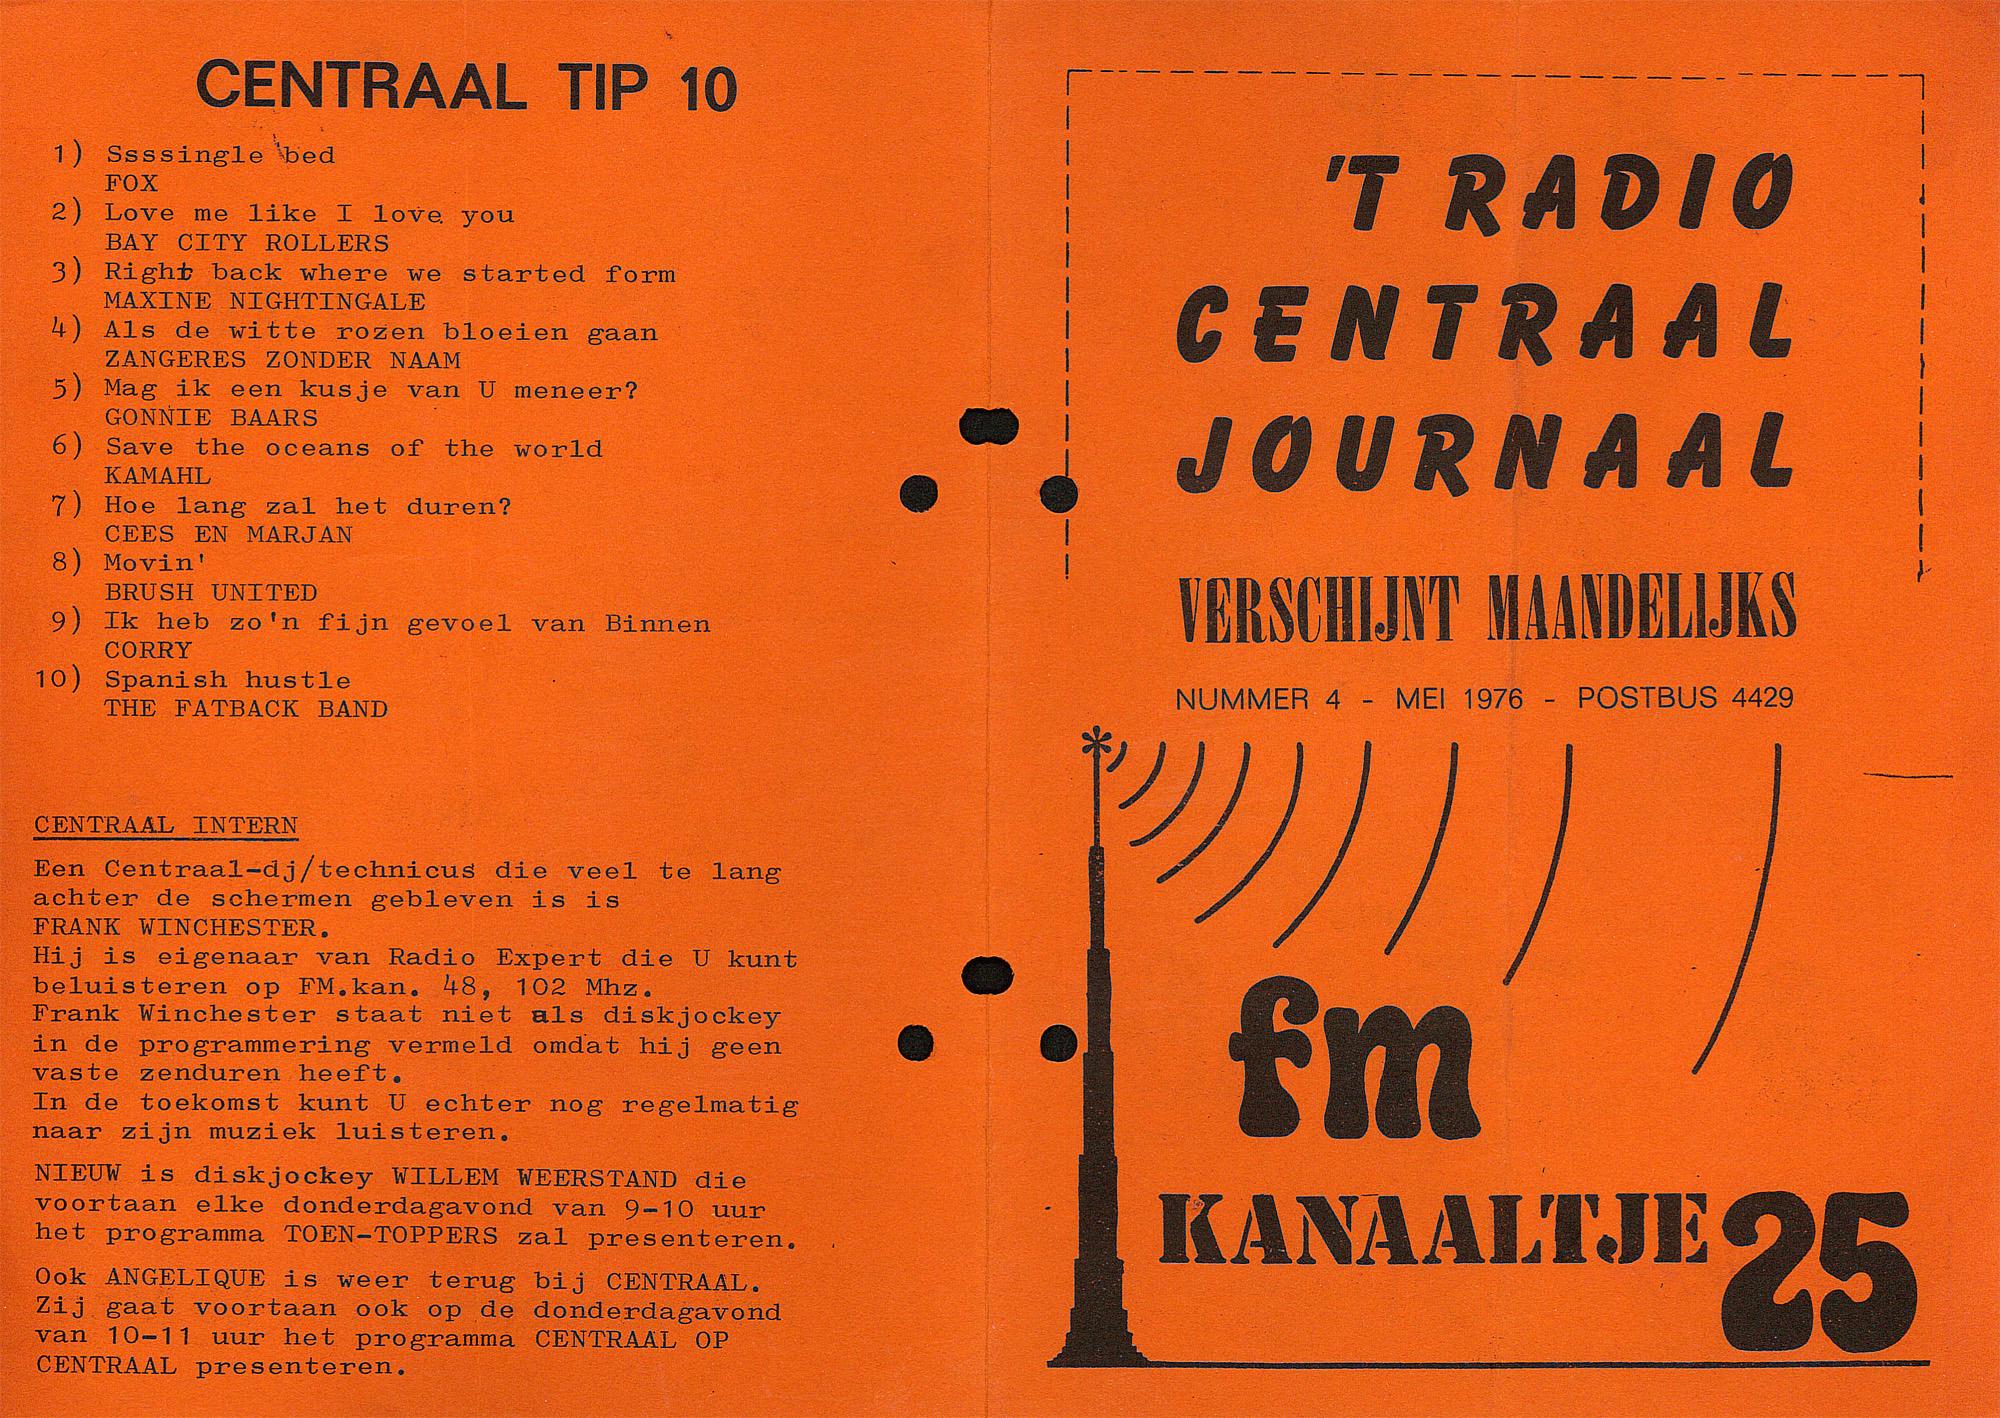 CENTRAAL TIP 10
1) Ssssingle bed
FOX
2) Love me like I love you
BAY CITY ROLLERS
3) Right back where we started form
MAXINE NIGHTINGALE
4) Als de witte rozen bloeien gaan
ZANGERES ZONDER NAAM
5) Mag ik een kusje van U meneer?
GONNIE BAARS
6) Save the oceans of the world
KAMAHL
7) Hoe lang zal het duren?
CEES EN MARJAN
8) Movin'
BRUSH UNITED
9) Ik heb zo'n fijn gevoel van Binnen
CORRY
10) Spanish hustle
THE FATBACK BAND
CENTRAAL INTERN
Een Centraal-dj/technicus die veel te lang
achter de schermen gebleven is is
FRANK WINCHESTER.
Hij is eigenaar van Radio Expert die U kunt
beluisteren op FM.kan. 48, 102 Mhz.
Frank Winchester staat niet als diskjockey
in de programmering vermeld omdat hij geen
vaste zenduren heeft.
In de toekomst kunt U echter nog regelmatig
naar zijn muziek luisteren.
NIEUW is diskjockey WILLEM WEERSTAND die
voortaan elke donderdagavond van 9-10 uur
het programma TOEN-TOPPERS zal presenteren.
Ook ANGELIQUE is weer terug bij CENTRAAL.
Zij gaat voortaan ook op de donderdagavond
van 10-11 uur het programma CENTRAAL OP
CENTRAAL presenteren.
'T RADIO
CENTRAAL
JOURNAAL
VERSCHIJNT MAANDELIJKS
NUMMER 4 - MEI 1976 - POSTBUS 4429
fm
KANAALTJE 25